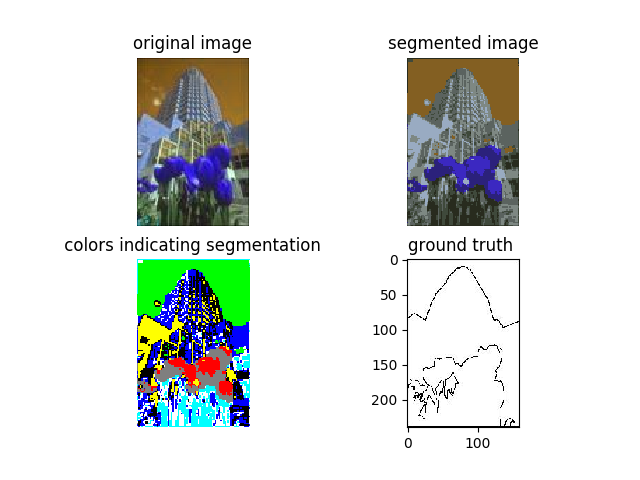 original image
segmented image
colors indicating segmentation
ground truth
0
50
100
150
200
0
100